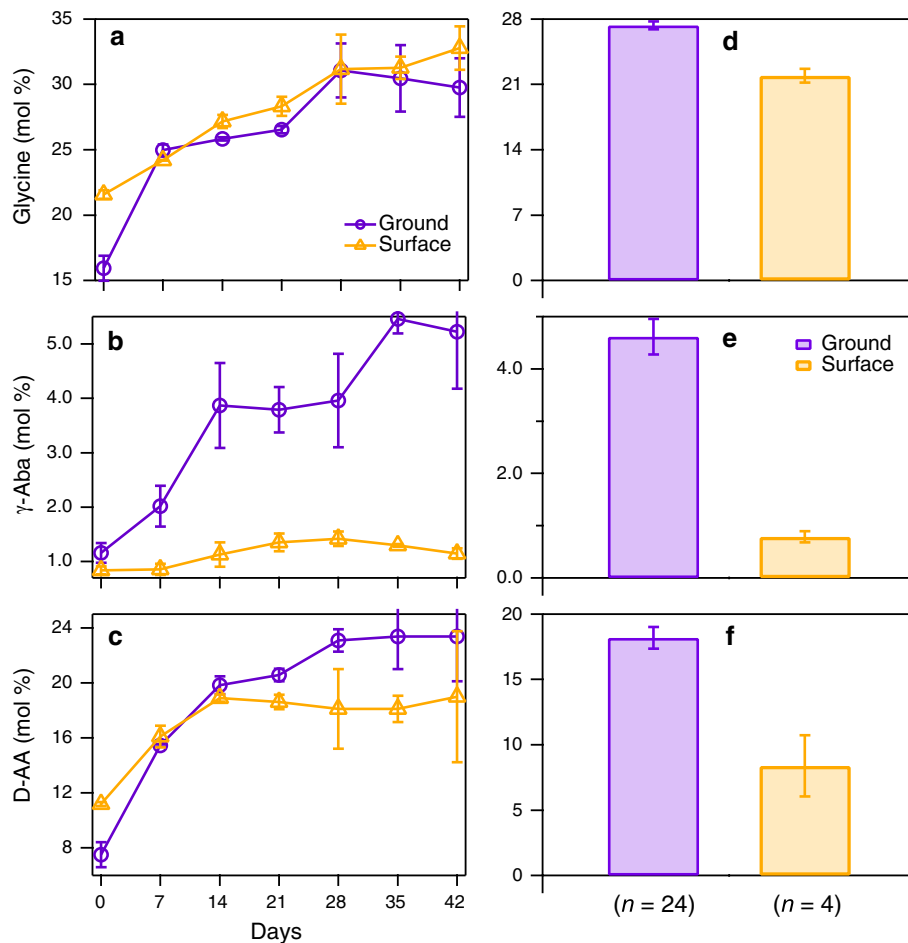 a
Glycine (mol %)
35
30
25
20
15
Ground
Surface
d
28
21
14
7
0
b
γ-Aba (mol %)
5.0
4.0
3.0
2.0
1.0
e
Ground
Surface
4.0
2.0
0.0
c
D-AA (mol %)
24
20
16
12
8
0 7 14 21 28 35 42
Days
f
20
15
10
5
0
(n = 24) (n = 4)